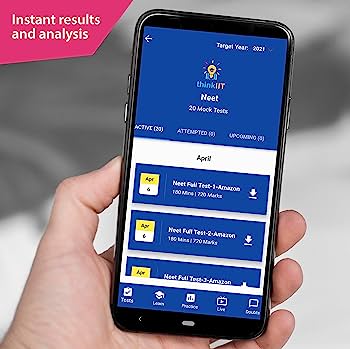 Instant results
and analysis
Target Year: 2021
thinkIIT
Neet
20 Mock Tests
ACTIVE (20) ATTEMPTED (0) UPCOMING (0)
April
Apr
6
Neet Full Test-1-Amazon
180 Mins | 720 Marks
Apr
6
Neet Full Test-2-Amazon
180 Mins | 720 Marks
Apr
Neet Full Test-3-Amazon
Tests Learn Practice Live Doubts